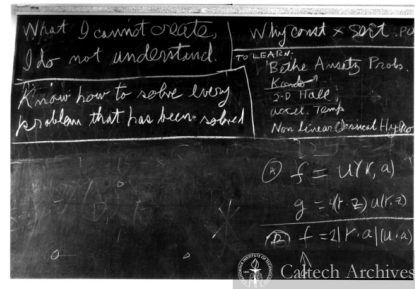 What I cannot create,
I do not understand.
Know how to solve every
problem that has been solved
Why const × sort .
TO LEARN:
Bethe Ansatz Probs.
Kondo
2-D Hall
accel. Temp
Non linear Classical Hydro
(A) f = u(r, a)
g = u(r, z)
f = 2|r·a|(u·a)
Caltech Archives